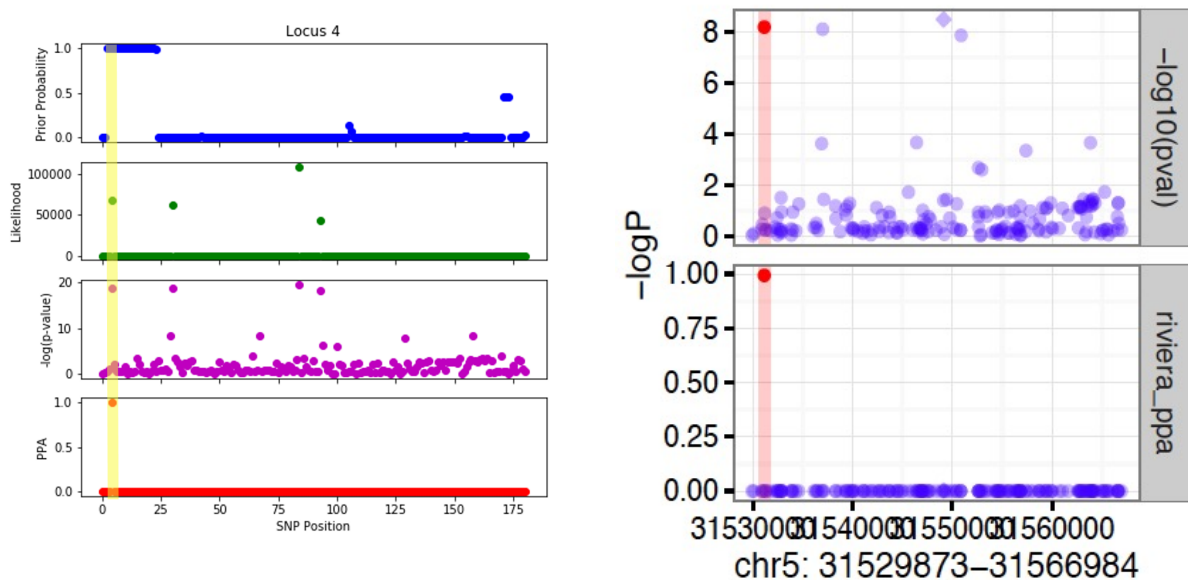 Locus 4
1.0
0.5
0.0
Prior Probability
100000
50000
0
Likelihood
20
10
0
-log(p-value)
1.0
0.5
0.0
PPA
0 25 50 75 100 125 150 175
SNP Position
8
6
4
2
0
−log10(pval)
−logP
1.00
0.75
0.50
0.25
0.00
riviera_ppa
31530000 31540000 31550000 31560000
chr5: 31529873−31566984